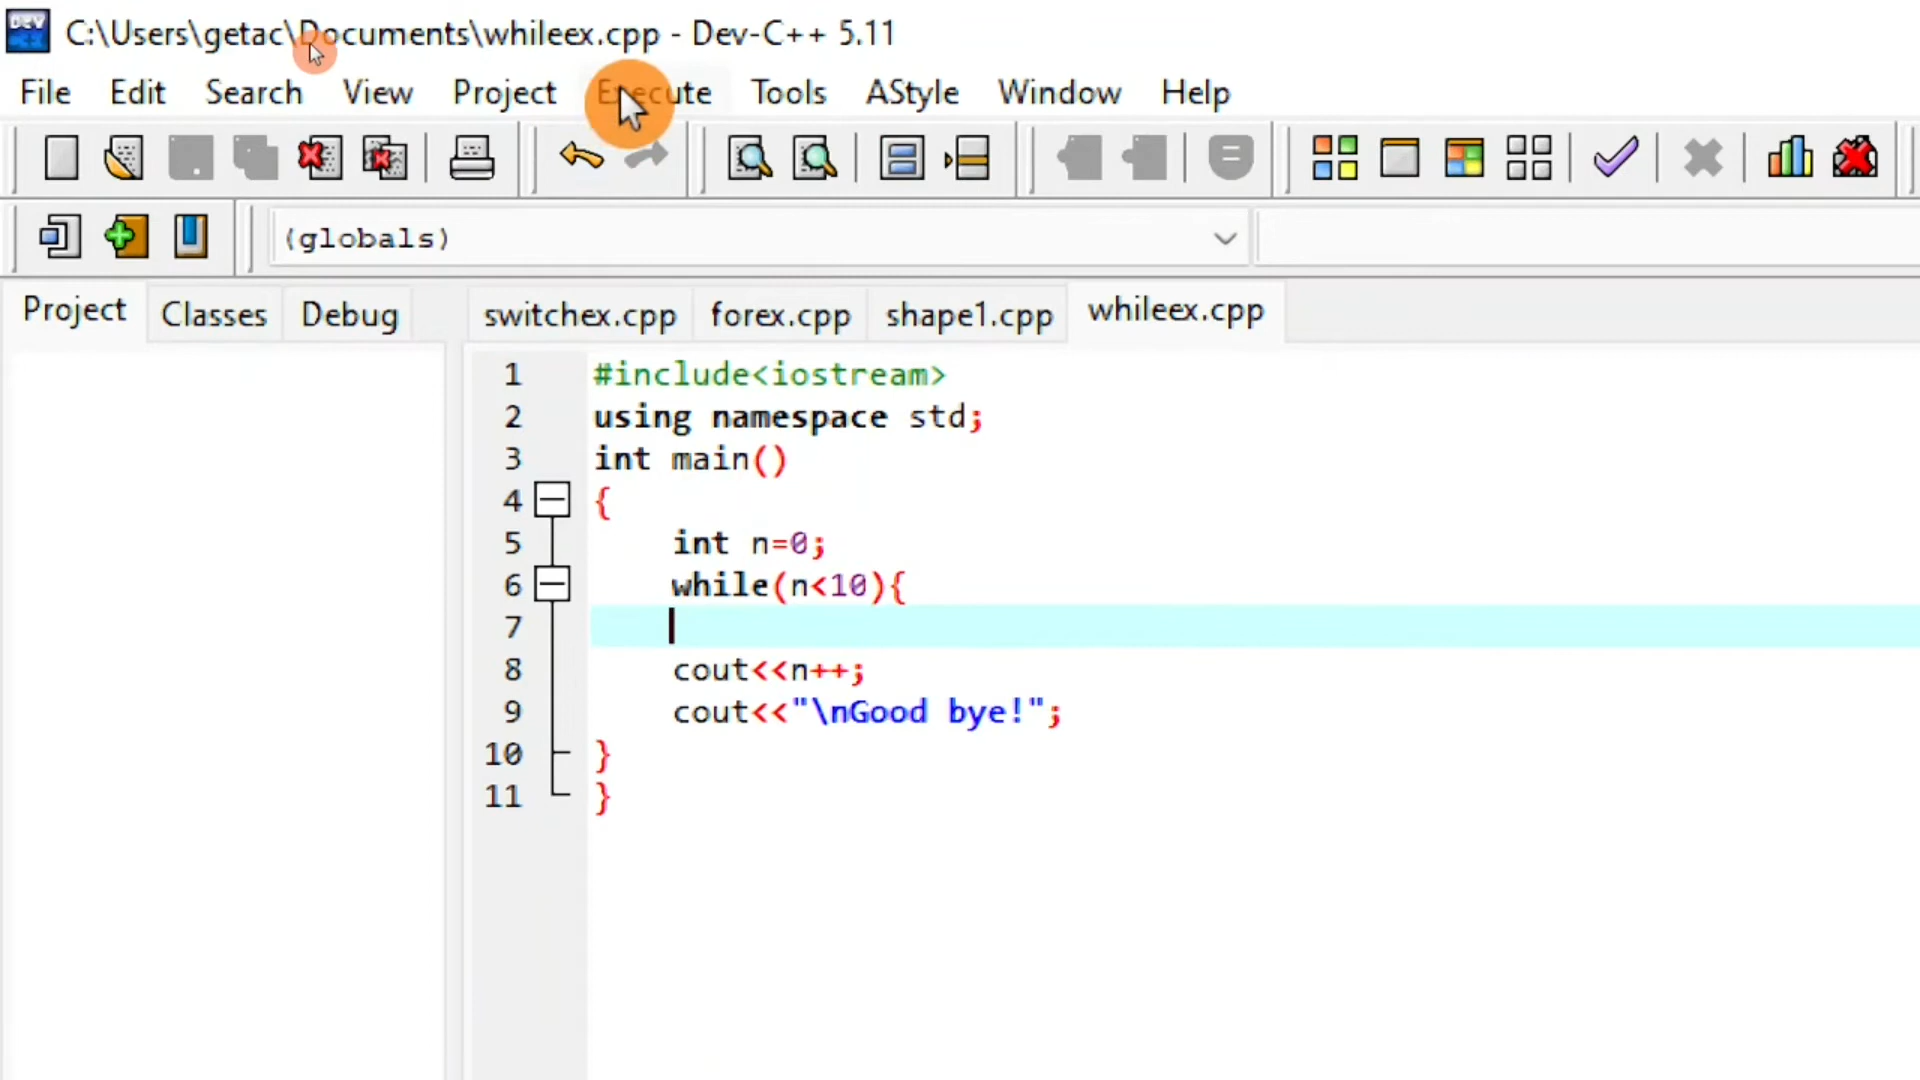 C:\Users\getac\Documents\whileex.cpp - Dev-C++ 5.11
File Edit Search View Project Execute Tools AStyle Window Help
(globals)
Project Classes Debug switchex.cpp forex.cpp shape1.cpp whileex.cpp
1 #include<iostream>
2 using namespace std;
3 int main()
4 {
5 int n=0;
6 while(n<10){
7
8 cout<<n++;
9 cout<<"\nGood bye!";
10 }
11 }